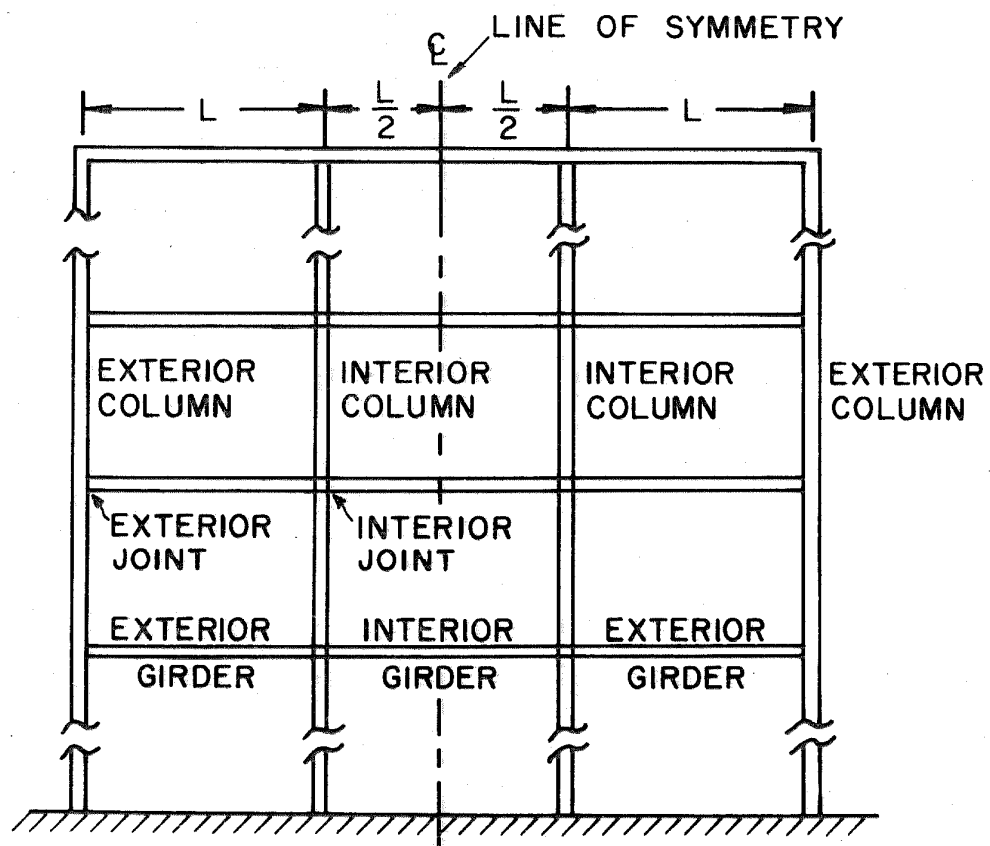 LINE OF SYMMETRY
℄
L
L/2
L/2
L
EXTERIOR
COLUMN
INTERIOR
COLUMN
INTERIOR
COLUMN
EXTERIOR
COLUMN
EXTERIOR
JOINT
INTERIOR
JOINT
EXTERIOR
GIRDER
INTERIOR
GIRDER
EXTERIOR
GIRDER